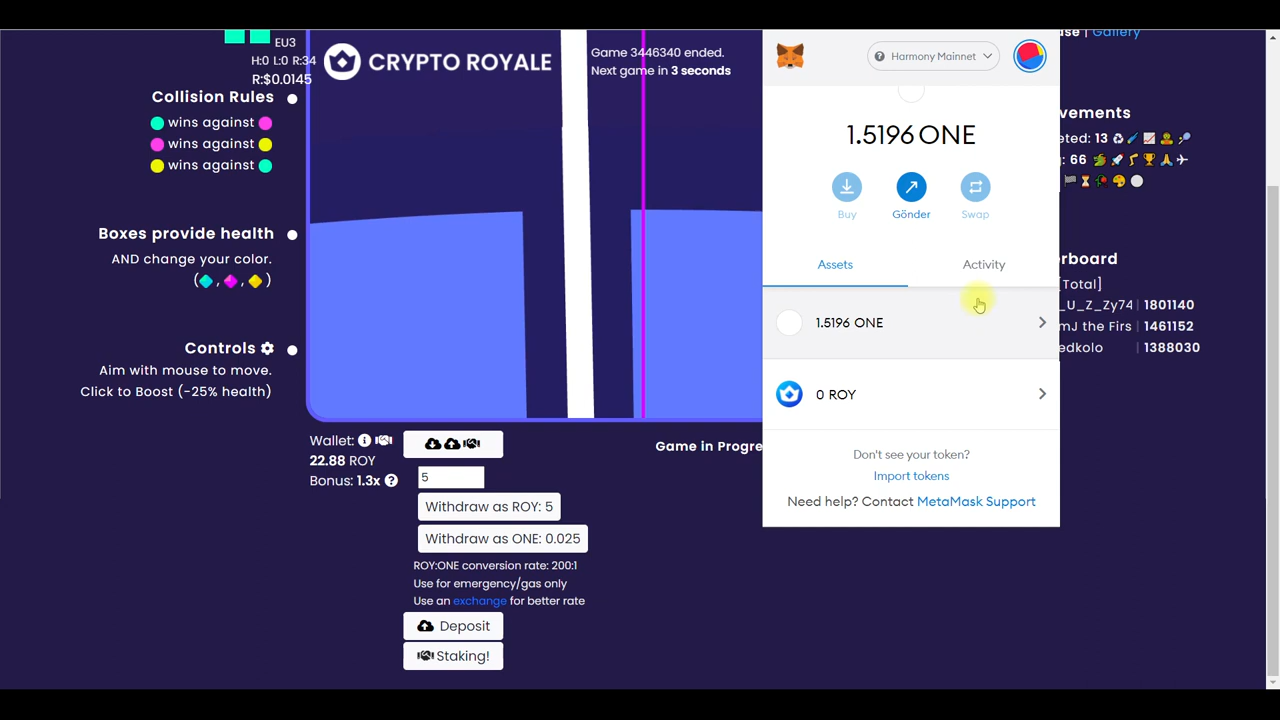 EU3
H:0 L:0 R:34
R:$0.0145
Collision Rules
wins against
wins against
wins against
Boxes provide health
AND change your color.
( , , )
Controls
Aim with mouse to move.
Click to Boost (-25% health)
CRYPTO ROYALE
Game 3446340 ended.
Next game in 3 seconds
Wallet:
22.88 ROY
Bonus: 1.3x
5
Withdraw as ROY: 5
Withdraw as ONE: 0.025
ROY:ONE conversion rate: 200:1
Use for emergency/gas only
Use an exchange for better rate
Deposit
Staking!
Game in Progre
Harmony Mainnet
1.5196 ONE
Buy
Gönder
Swap
Assets
Activity
1.5196 ONE
0 ROY
Don't see your token?
Import tokens
Need help? Contact MetaMask Support
| Gallery
vements
eted: 13
: 66
board
[Total]
_U_Z_Zy74 | 1801140
mJ the Firs | 1461152
edkolo | 1388030